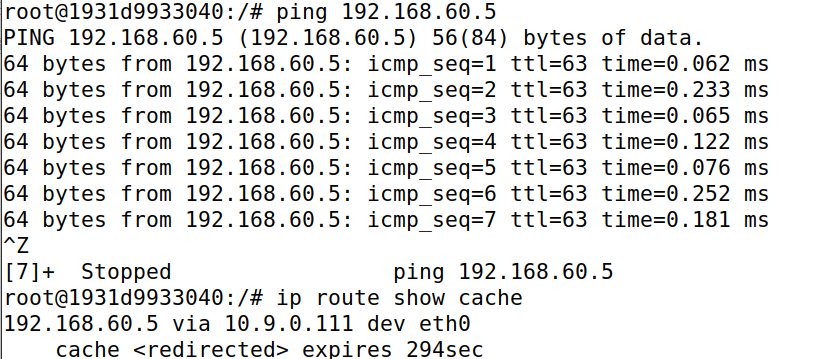 root@1931d9933040:/# ping 192.168.60.5
PING 192.168.60.5 (192.168.60.5) 56(84) bytes of data.
64 bytes from 192.168.60.5: icmp_seq=1 ttl=63 time=0.062 ms
64 bytes from 192.168.60.5: icmp_seq=2 ttl=63 time=0.233 ms
64 bytes from 192.168.60.5: icmp_seq=3 ttl=63 time=0.065 ms
64 bytes from 192.168.60.5: icmp_seq=4 ttl=63 time=0.122 ms
64 bytes from 192.168.60.5: icmp_seq=5 ttl=63 time=0.076 ms
64 bytes from 192.168.60.5: icmp_seq=6 ttl=63 time=0.252 ms
64 bytes from 192.168.60.5: icmp_seq=7 ttl=63 time=0.181 ms
^Z
[7]+  Stopped                 ping 192.168.60.5
root@1931d9933040:/# ip route show cache
192.168.60.5 via 10.9.0.111 dev eth0
    cache <redirected> expires 294sec